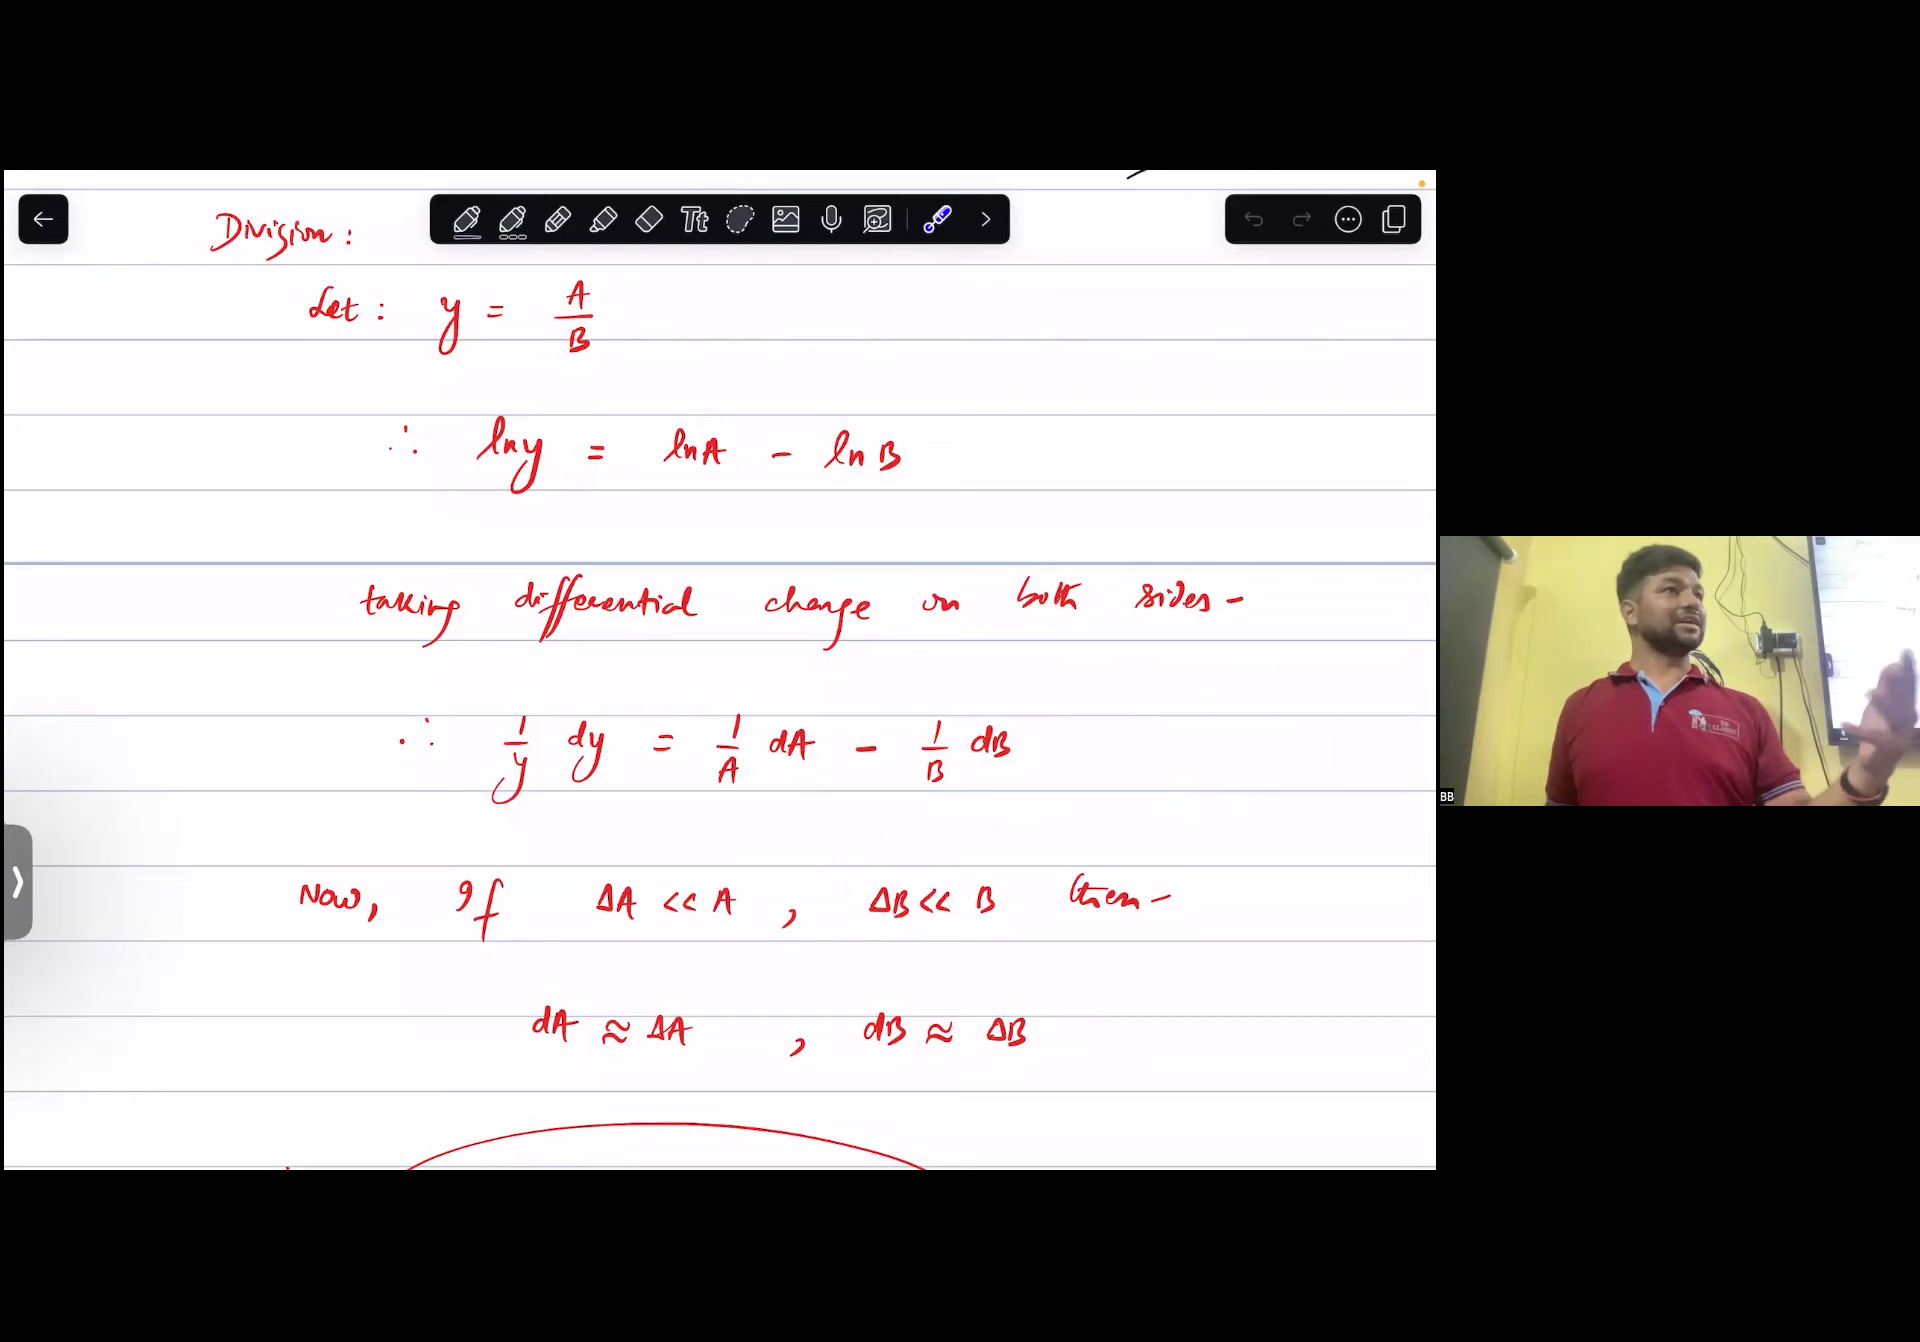 Division:
Let: y = A/B
∴ ln y = ln A - ln B
taking differential change on both sides-
∴ 1/y dy = 1/A dA - 1/B dB
Now, If ΔA << A, ΔB << B then-
dA ≈ ΔA, dB ≈ ΔB
Tt
BB